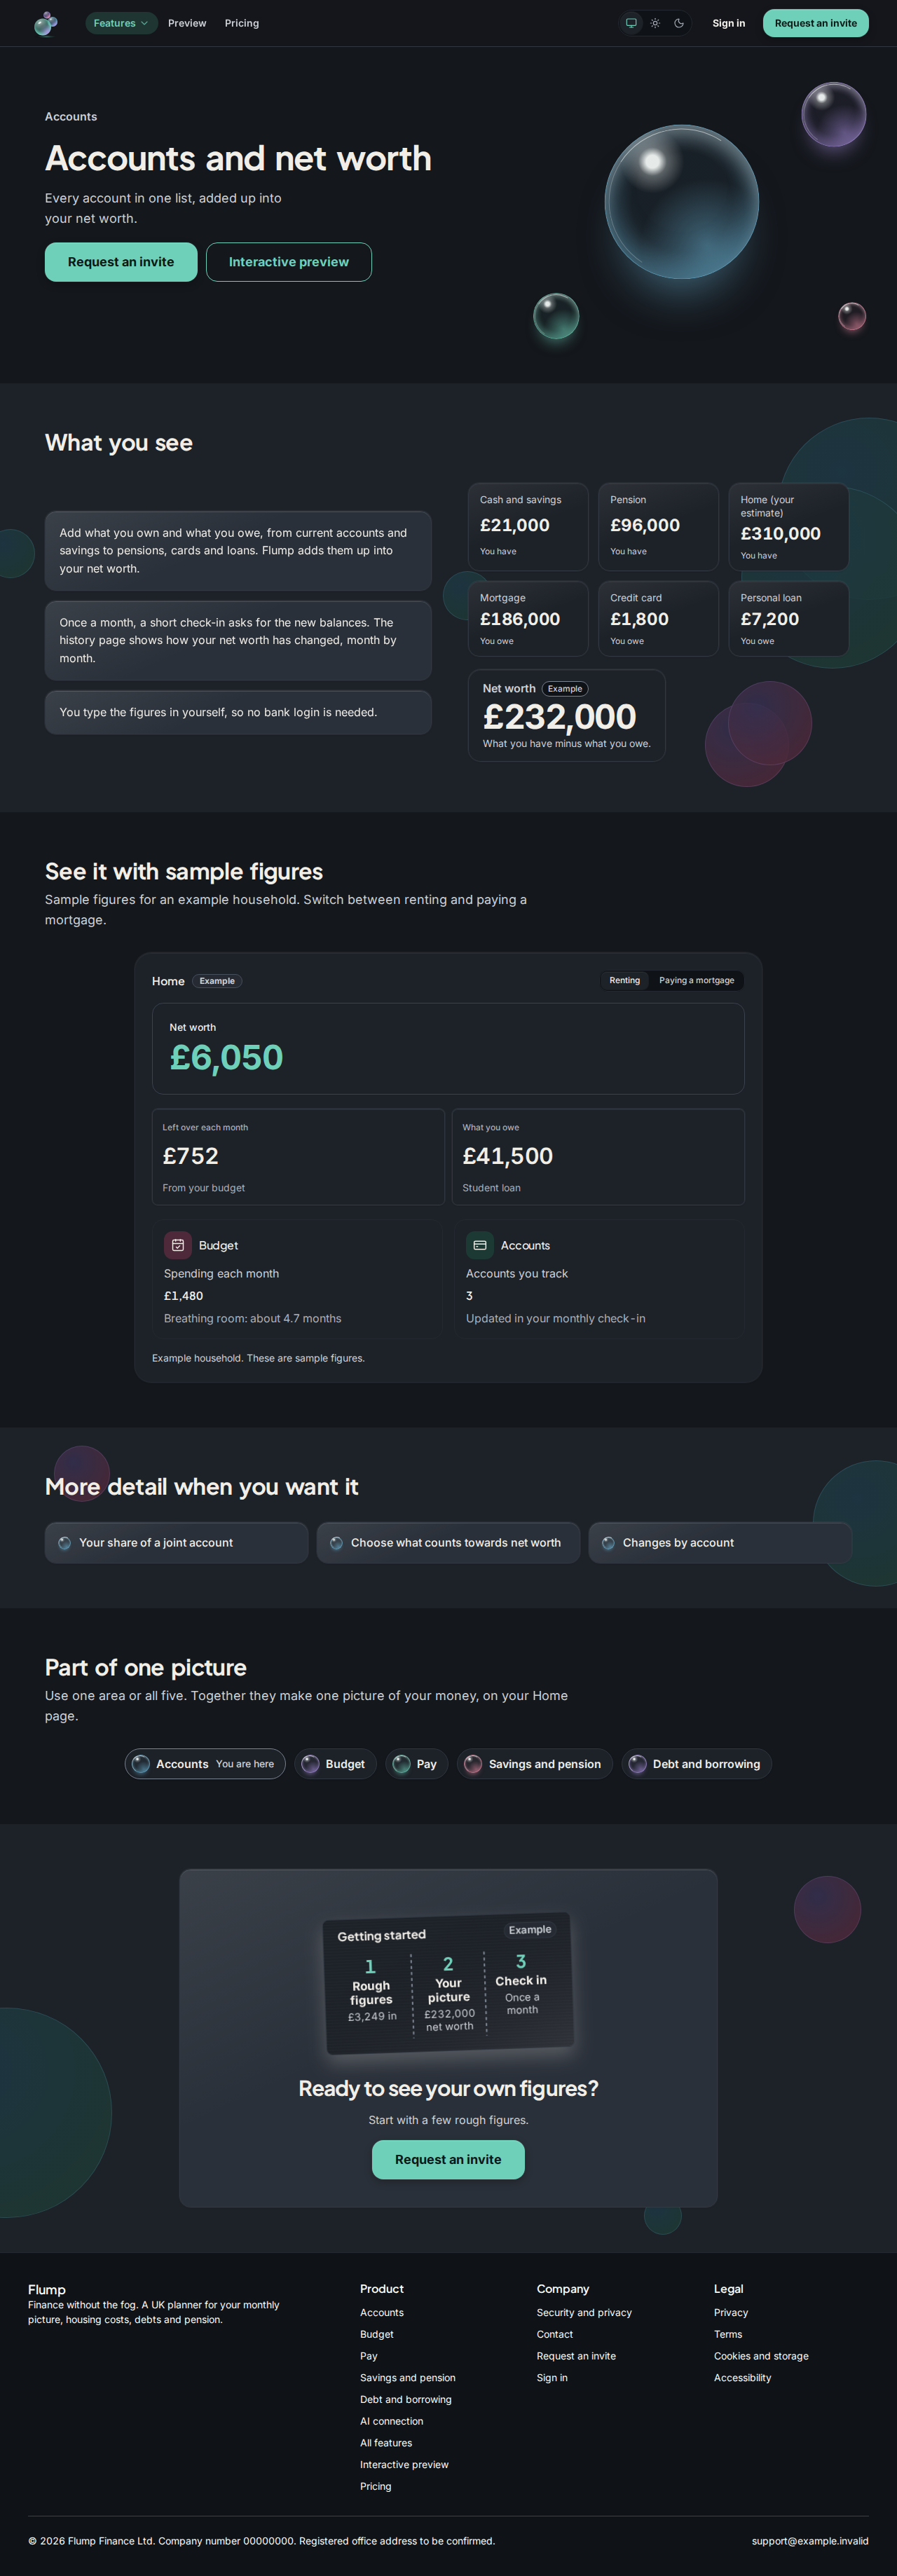 Features
Preview
Pricing
Sign in
Request an invite
Accounts
Accounts and net worth
Every account in one list, added up into
your net worth.
Request an invite
Interactive preview
What you see
Add what you own and what you owe, from current accounts and
savings to pensions, cards and loans. Flump adds them up into
your net worth.
Once a month, a short check-in asks for the new balances. The
history page shows how your net worth has changed, month by
month.
You type the figures in yourself, so no bank login is needed.
Cash and savings
£21,000
You have
Pension
£96,000
You have
Home (your
estimate)
£310,000
You have
Mortgage
£186,000
You owe
Credit card
£1,800
You owe
Personal loan
£7,200
You owe
Net worth Example
£232,000
What you have minus what you owe.
See it with sample figures
Sample figures for an example household. Switch between renting and paying a
mortgage.
Home Example
Renting Paying a mortgage
Net worth
£6,050
Left over each month
£752
From your budget
What you owe
£41,500
Student loan
Budget
Spending each month
£1,480
Breathing room: about 4.7 months
Accounts
Accounts you track
3
Updated in your monthly check-in
Example household. These are sample figures.
More detail when you want it
Your share of a joint account
Choose what counts towards net worth
Changes by account
Part of one picture
Use one area or all five. Together they make one picture of your money, on your Home
page.
Accounts You are here
Budget
Pay
Savings and pension
Debt and borrowing
Getting started
Example
1
Rough
figures
£3,249 in
2
Your
picture
£232,000
net worth
3
Check in
Once a
month
Ready to see your own figures?
Start with a few rough figures.
Request an invite
Flump
Finance without the fog. A UK planner for your monthly
picture, housing costs, debts and pension.
Product
Accounts
Budget
Pay
Savings and pension
Debt and borrowing
AI connection
All features
Interactive preview
Pricing
Company
Security and privacy
Contact
Request an invite
Sign in
Legal
Privacy
Terms
Cookies and storage
Accessibility
© 2026 Flump Finance Ltd. Company number 00000000. Registered office address to be confirmed.
support@example.invalid